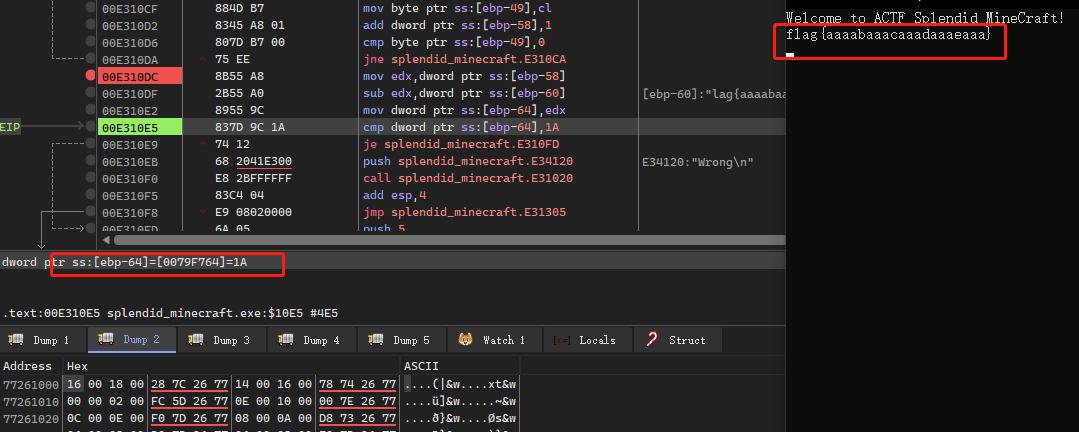 00E310CF 884D B7 mov byte ptr ss:[ebp-49],cl
00E310D2 8345 A8 01 add dword ptr ss:[ebp-58],1
00E310D6 807D B7 00 cmp byte ptr ss:[ebp-49],0
00E310DA 75 EE jne splendid_minecraft.E310CA
00E310DC 8B55 A8 mov edx,dword ptr ss:[ebp-58]
00E310DF 2B55 A0 sub edx,dword ptr ss:[ebp-60] [ebp-60]:"lag{aaaabaa
00E310E2 8955 9C mov dword ptr ss:[ebp-64],edx
EIP 00E310E5 837D 9C 1A cmp dword ptr ss:[ebp-64],1A
00E310E9 74 12 je splendid_minecraft.E310FD
00E310EB 68 2041E300 push splendid_minecraft.E34120 E34120:"Wrong\n"
00E310F0 E8 2BFFFFFF call splendid_minecraft.E31020
00E310F5 83C4 04 add esp,4
00E310F8 E9 08020000 jmp splendid_minecraft.E31305
00E310FD 6A 05 push 5
Welcome to ACTF Splendid MineCraft!
flag{aaaabaaacaaadaaaeaaa}
dword ptr ss:[ebp-64]=[0079F764]=1A
.text:00E310E5 splendid_minecraft.exe:$10E5 #4E5
Dump 1 Dump 2 Dump 3 Dump 4 Dump 5 Watch 1 [x=] Locals Struct
Address Hex ASCII
77261000 16 00 18 00 28 7C 26 77 14 00 16 00 78 74 26 77 ....(|&w....xt&w
77261010 00 00 02 00 FC 5D 26 77 0E 00 10 00 00 7E 26 77 ....ü]&w.....~&w
77261020 0C 00 0E 00 F0 7D 26 77 08 00 0A 00 D8 73 26 77 ....ð}&w....Øs&w